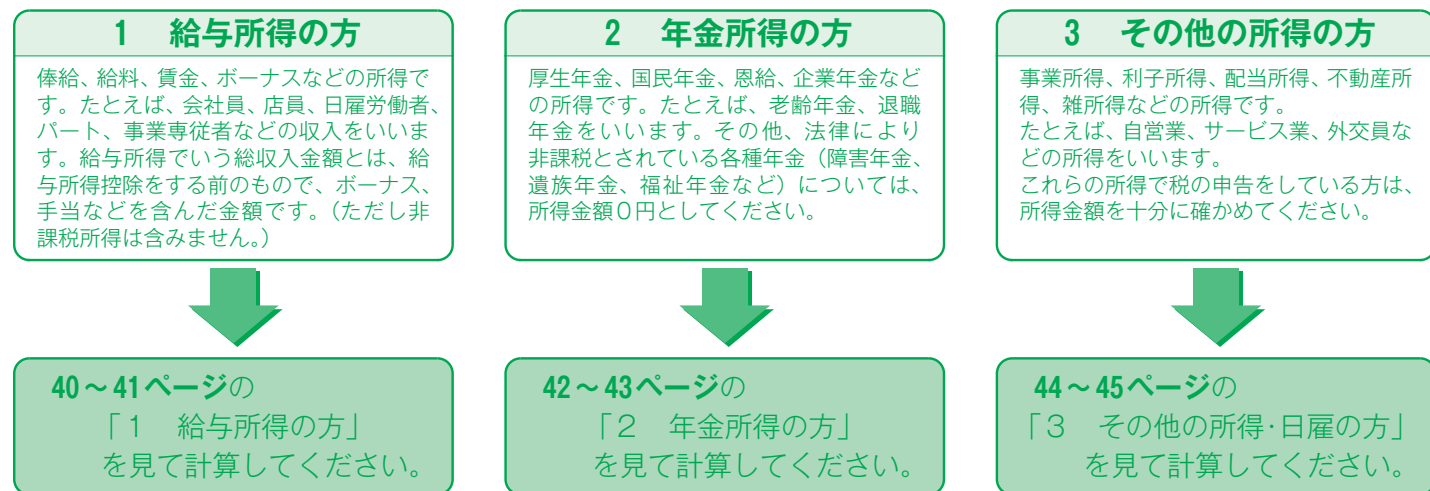 1　給与所得の方
俸給、給料、賃金、ボーナスなどの所得で
す。たとえば、会社員、店員、日雇労働者、
パート、事業専従者などの収入をいいま
す。給与所得でいう総収入金額とは、給
与所得控除をする前のもので、ボーナス、
手当などを含んだ金額です。（ただし非
課税所得は含みません。）
40～41ページの
「1　給与所得の方」
を見て計算してください。
2　年金所得の方
厚生年金、国民年金、恩給、企業年金など
の所得です。たとえば、老齢年金、退職
年金をいいます。その他、法律により
非課税とされている各種年金（障害年金、
遺族年金、福祉年金など）については、
所得金額０円としてください。
42～43ページの
「２　年金所得の方」
を見て計算してください。
3　その他の所得の方
事業所得、利子所得、配当所得、不動産所
得、雑所得などの所得です。
たとえば、自営業、サービス業、外交員な
どの所得をいいます。
これらの所得で税の申告をしている方は、
所得金額を十分に確かめてください。
44～45ページの
「３　その他の所得・日雇の方」
を見て計算してください。